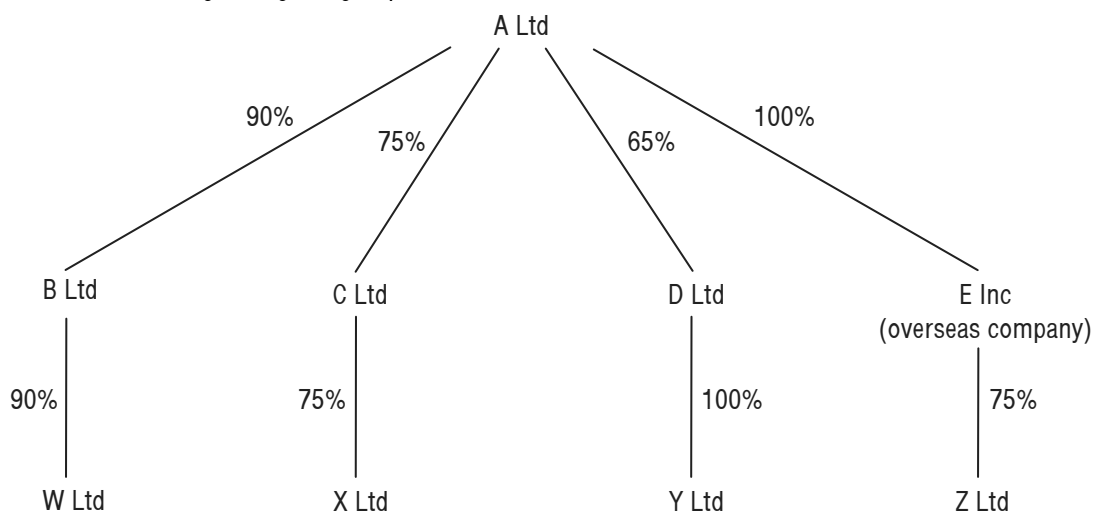 A Ltd
90%
75%
65%
100%
B Ltd
C Ltd
D Ltd
E Inc
(overseas company)
90%
75%
100%
75%
W Ltd
X Ltd
Y Ltd
Z Ltd